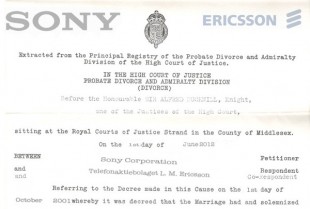 SONY
ERICSSON
Extracted from the Principal Registry of the Probate Divorce and Admiralty
Division of the High Court of Justice.
IN THE HIGH COURT OF JUSTICE
PROBATE DIVORCE AND ADMIRALTY DIVISION
(DIVORCE)
Before the Honourable SIR ALFRED Knight,
one of the Justices of the High Court,
sitting at the Royal Courts of Justice Strand in the County of Middlesex.
On the 1st day of June 2012
BETWEEN Sony Corporation Petitioner
and Telefonaktiebolaget L. M. Ericsson Respondent
and Co-respondent
Referring to the Decree made in this Cause on the 1st day of
October 2001 whereby it was decreed that the Marriage had and solemnized